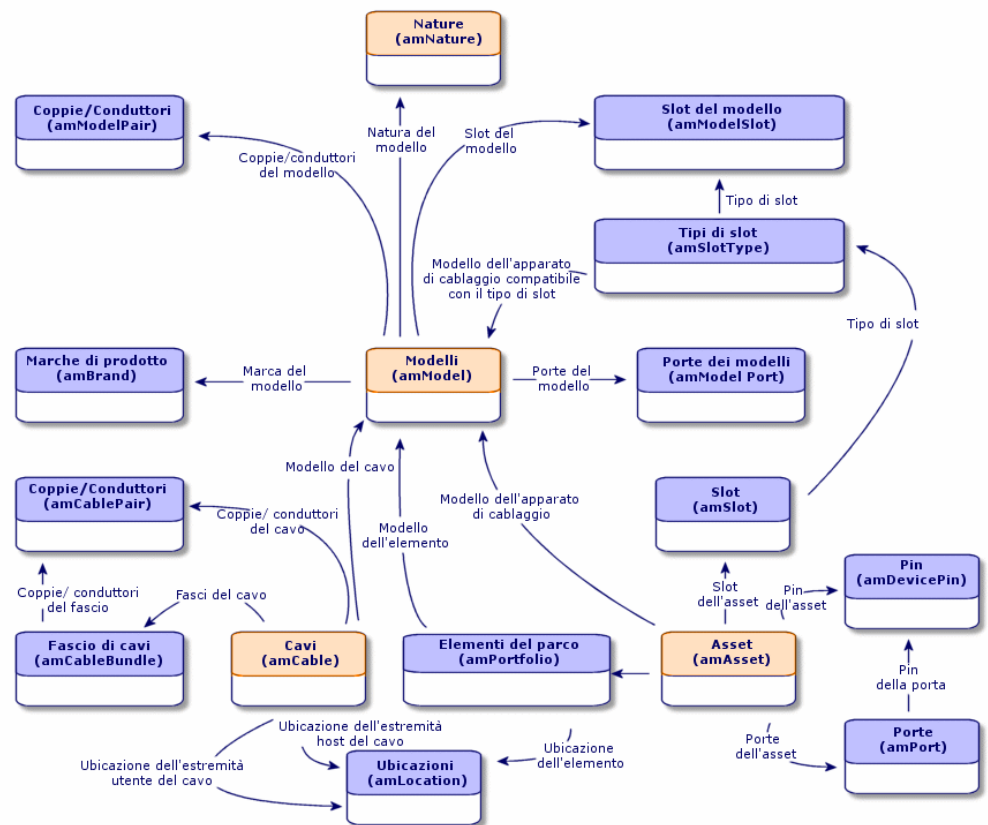 Nature
(amNature)
Coppie/Conduttori
(amModelPair)
Slot del modello
(amModelSlot)
Natura del
modello
Slot del
modello
Coppie/conduttori
del modello
Tipo di slot
Tipi di slot
(amSlotType)
Modello dell'apparato
di cablaggio compatibile
con il tipo di slot
Tipo di slot
Marche di prodotto
(amBrand)
Marca del
modello
Modelli
(amModel)
Porte del
modello
Porte dei modelli
(amModel Port)
Modello del cavo
Coppie/Conduttori
(amCablePair)
Coppie/ conduttori
del cavo
Modello
dell'elemento
Modello dell'apparato
di cablaggio
Slot
(amSlot)
Pin
(amDevicePin)
Coppie/ conduttori
del fascio
Fasci del cavo
Slot
dell'asset
Pin
dell'asset
Fascio di cavi
(amCableBundle)
Cavi
(amCable)
Elementi del parco
(amPortfolio)
Asset
(amAsset)
Pin
della porta
Ubicazione dell'estremità
host del cavo
Ubicazione dell'estremità
utente del cavo
Ubicazioni
(amLocation)
Ubicazione
dell'elemento
Porte
dell'asset
Porte
(amPort)